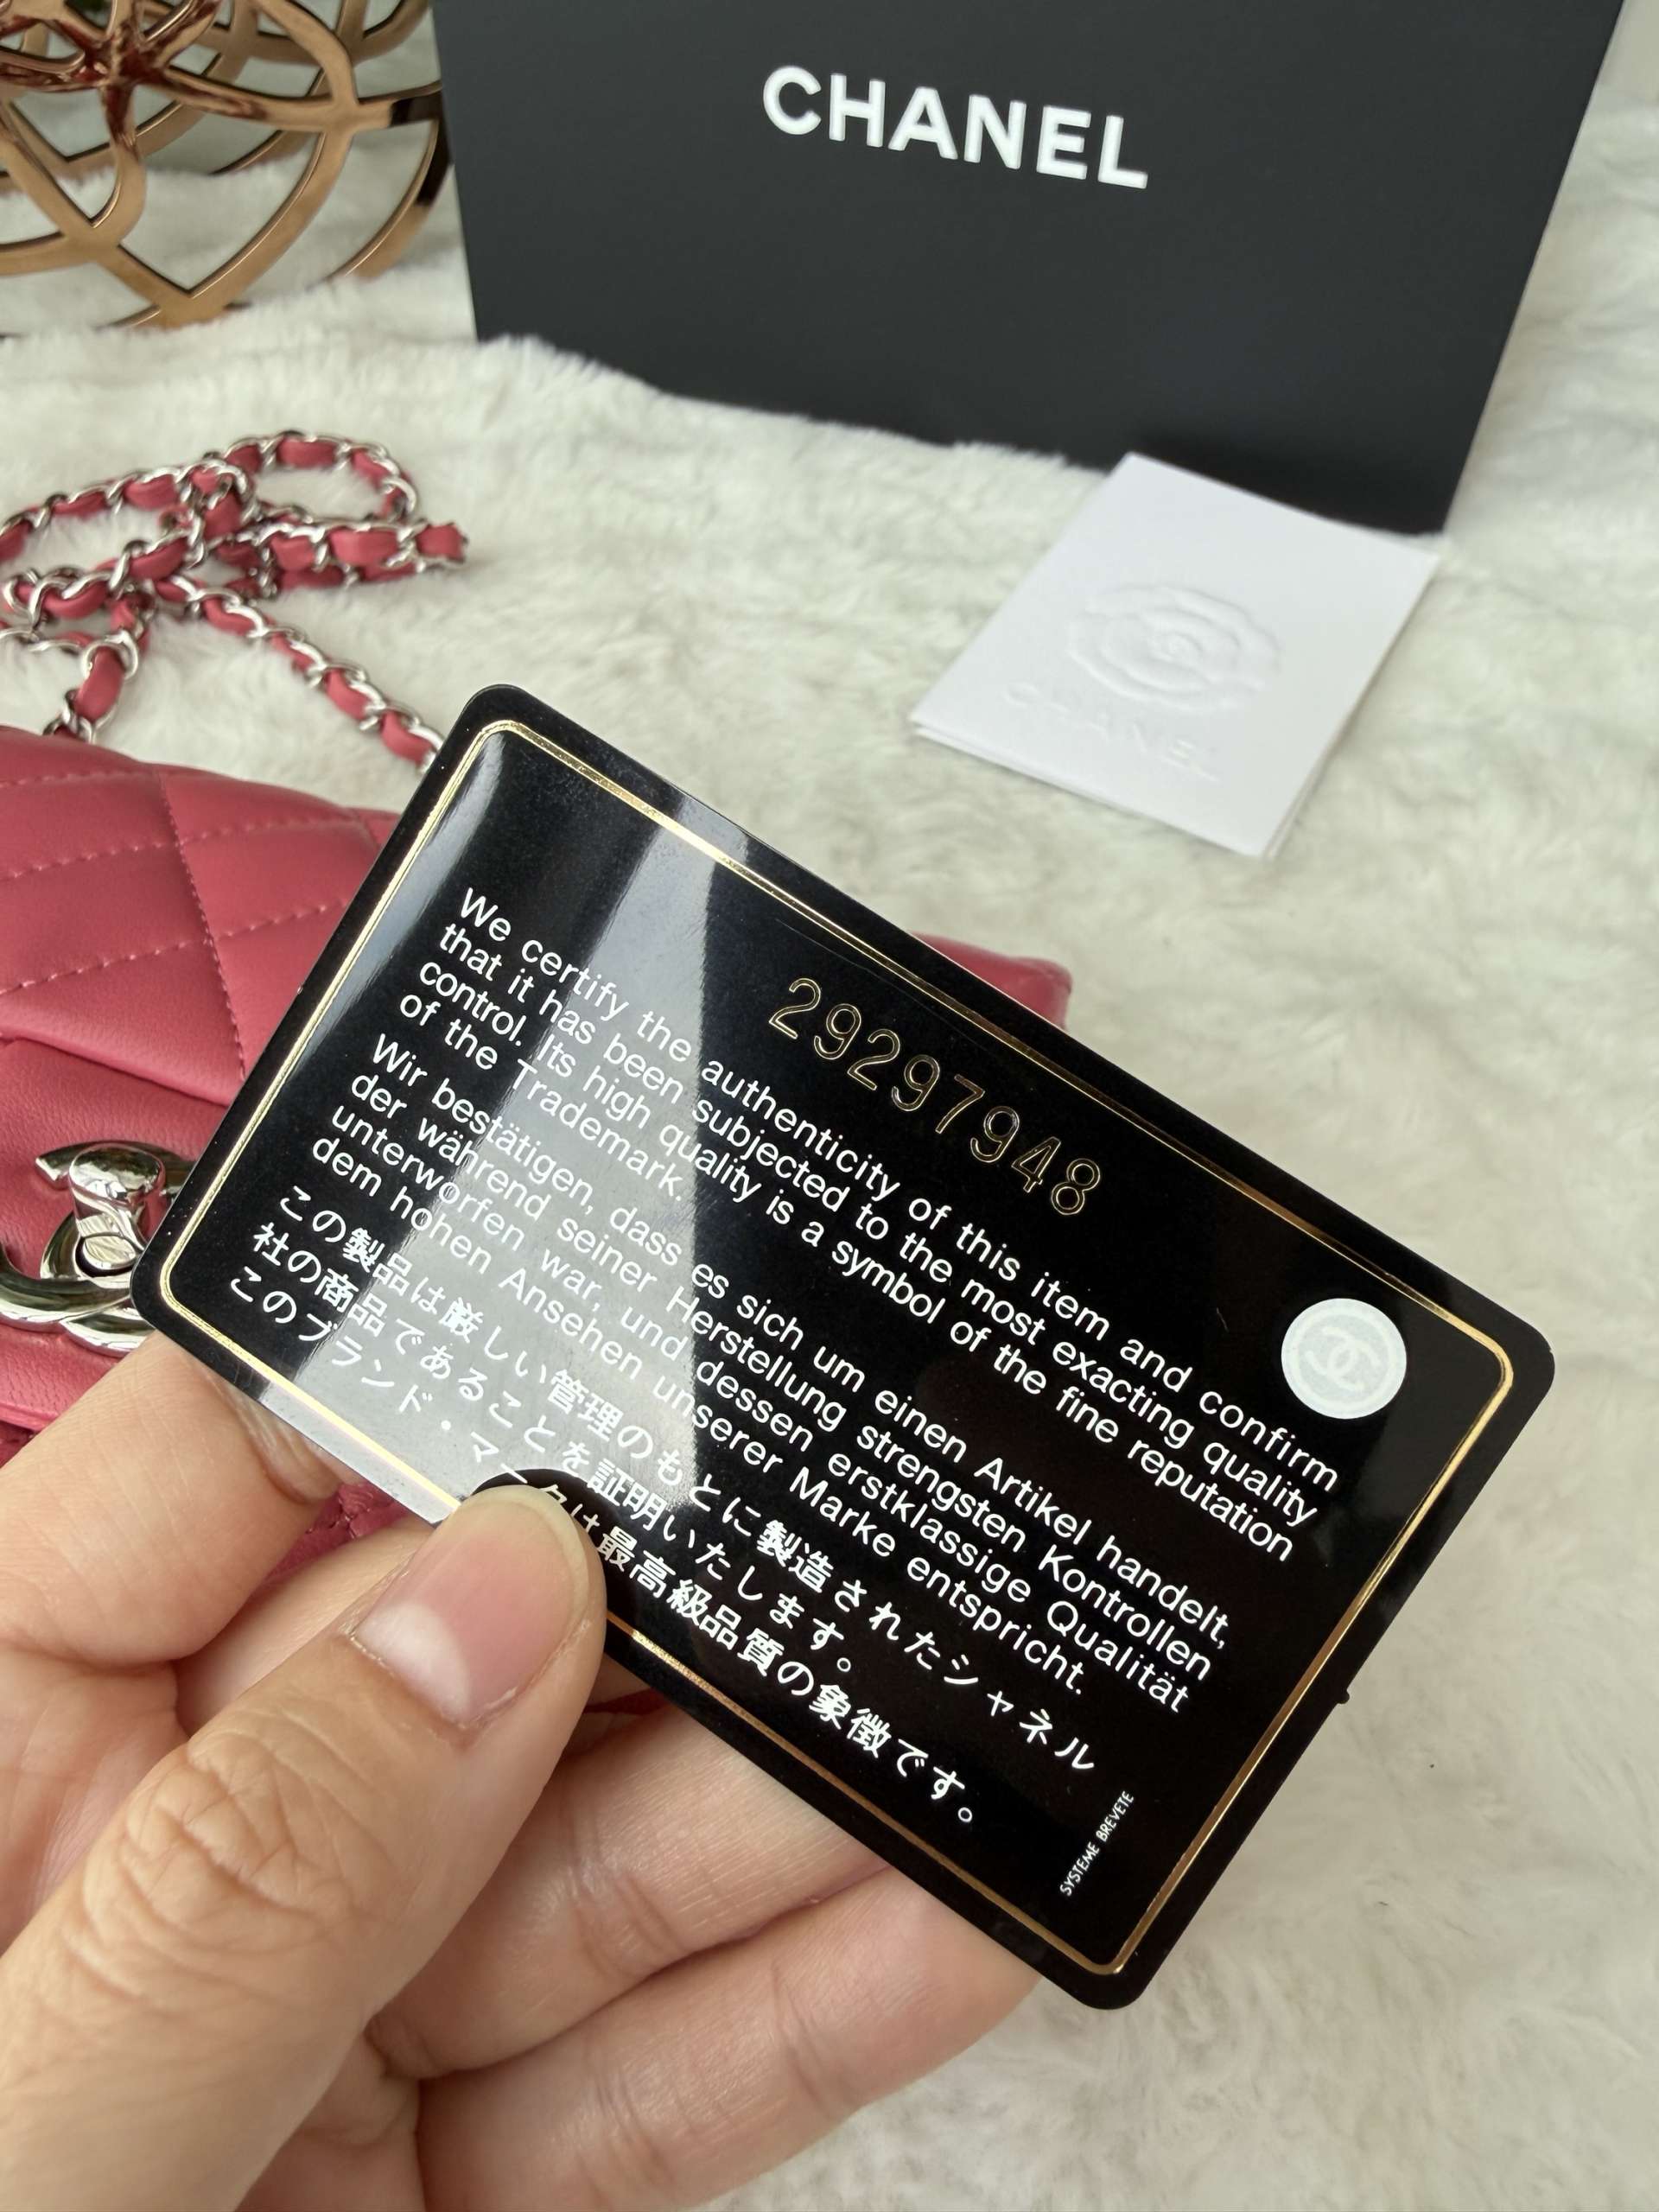 CHANEL
CHANEL
29297948
We certify the authenticity of this item and confirm
that it has been subjected to the most exacting quality
control. Its high quality is a symbol of the fine reputation
of the Trademark.
Wir bestätigen, dass es sich um einen Artikel handelt,
der während seiner Herstellung strengsten Kontrollen
unterworfen war, und dessen erstklassige Qualität
dem hohen Ansehen unserer Marke entspricht.
この製品は厳しい管理のもとに製造されたシャネル
社の商品であることを証明いたします。
このブランド・マークは最高級品質の象徴です。
SYSTEME BREVETE